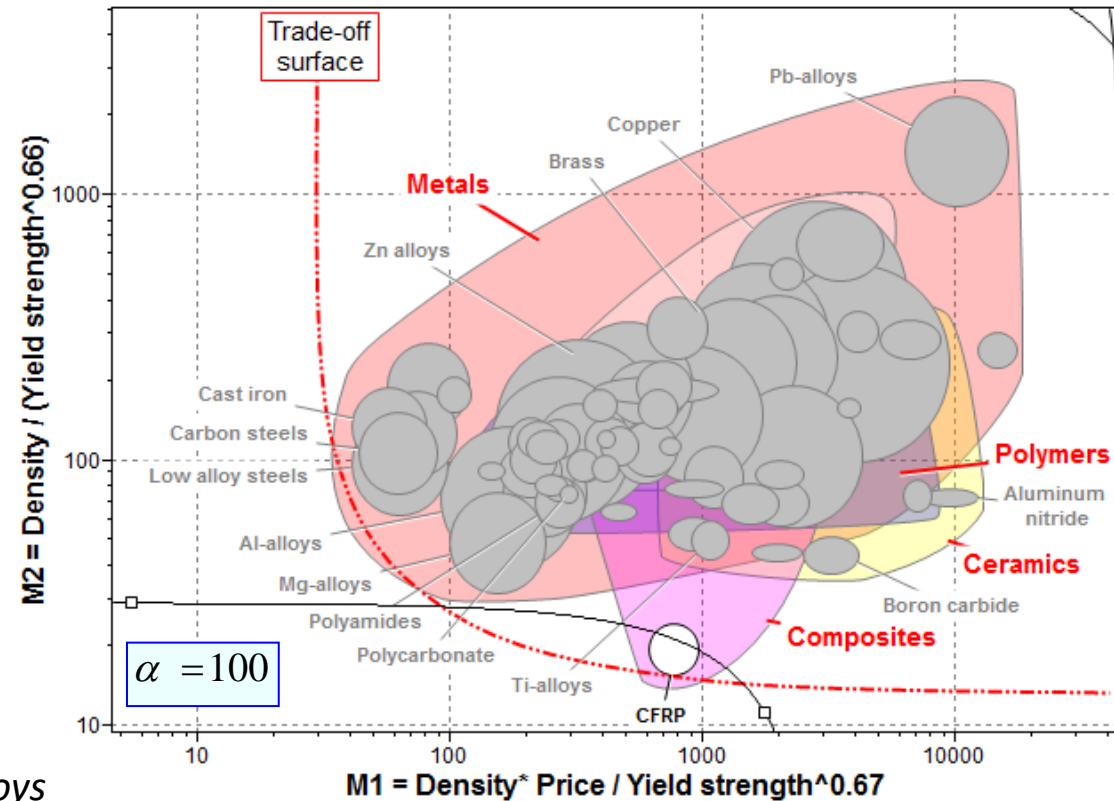 Trade-off
surface
Pb-alloys
Copper
Brass
Metals
Zn alloys
Cast iron
Carbon steels
Low alloy steels
Al-alloys
Mg-alloys
Polyamides
Polycarbonate
Ti-alloys
CFRP
Composites
Boron carbide
Ceramics
Aluminum
nitride
Polymers
α =100
M2 = Density / (Yield strength^0.66)
1000
100
10
10
100
1000
10000
M1 = Density* Price / Yield strength^0.67